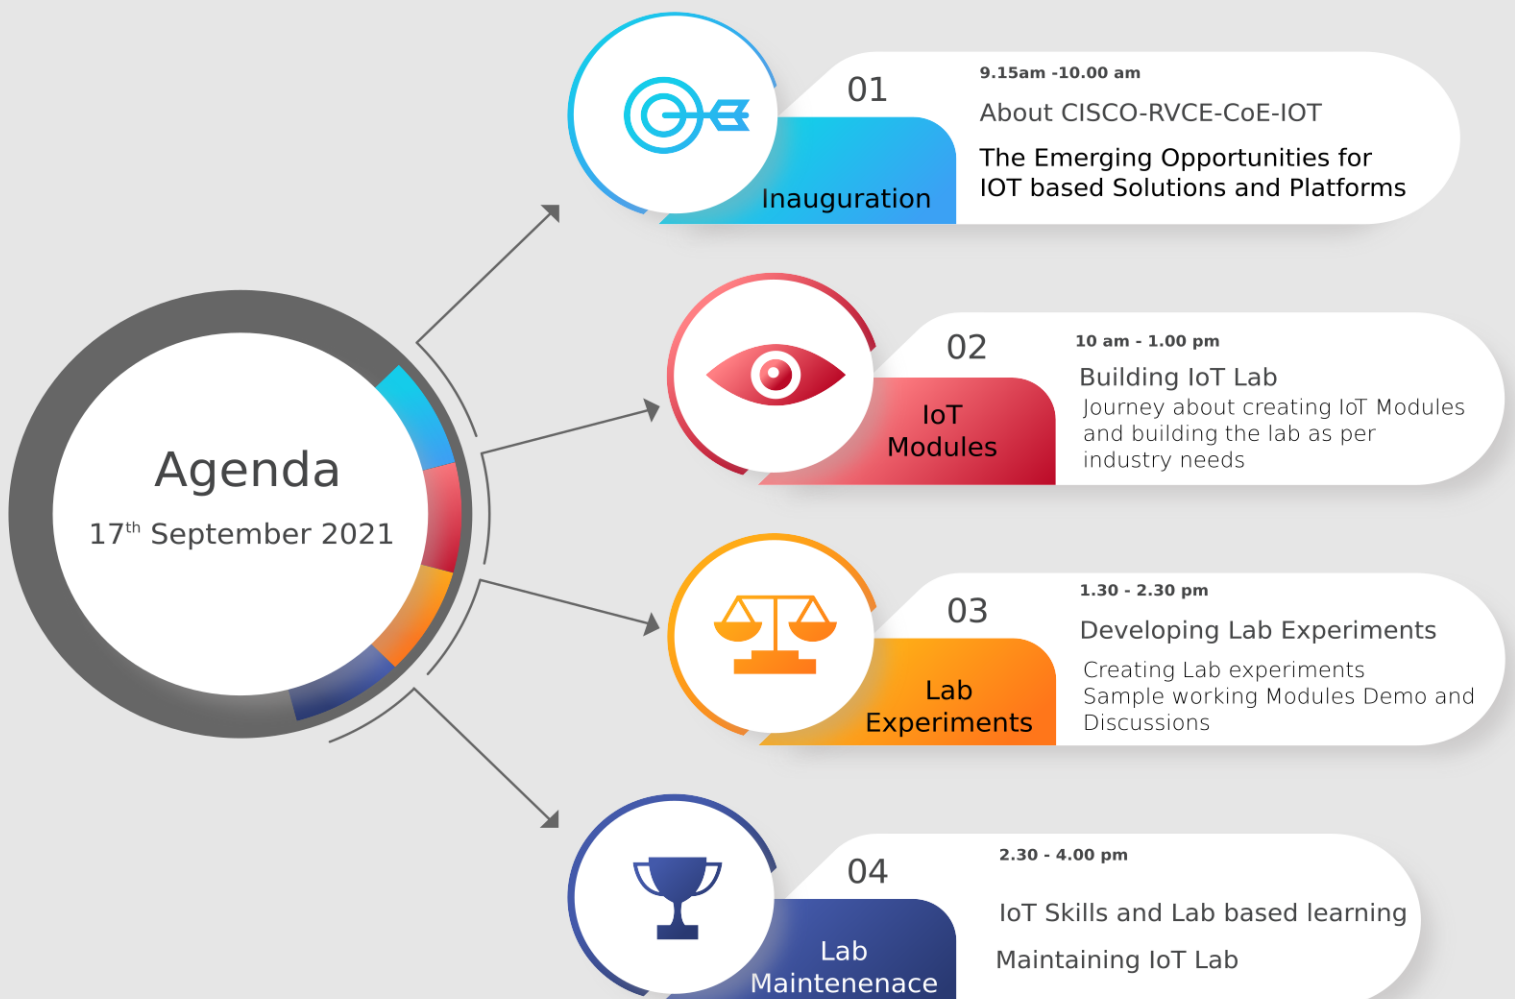 Agenda
17th September 2021
01
Inauguration
9.15am -10.00 am
About CISCO-RVCE-CoE-IOT
The Emerging Opportunities for
IOT based Solutions and Platforms
02
IoT
Modules
10 am - 1.00 pm
Building IoT Lab
Journey about creating IoT Modules
and building the lab as per
industry needs
03
Lab
Experiments
1.30 - 2.30 pm
Developing Lab Experiments
Creating Lab experiments
Sample working Modules Demo and
Discussions
04
Lab
Maintenenace
2.30 - 4.00 pm
IoT Skills and Lab based learning
Maintaining IoT Lab